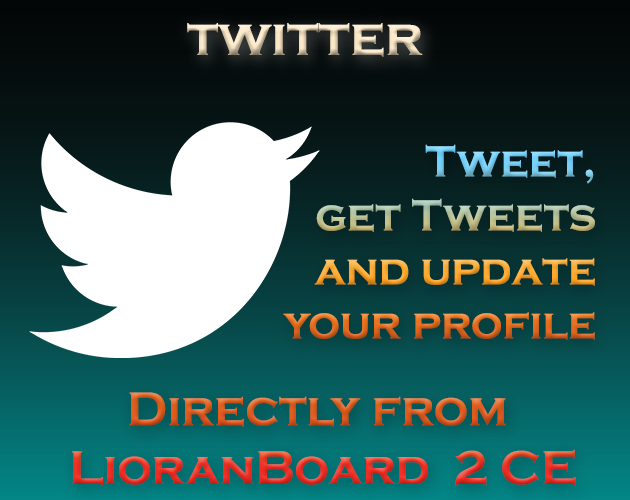 TWITTER
Tweet,
get Tweets
and update
your profile
Directly from
LioranBoard 2 CE